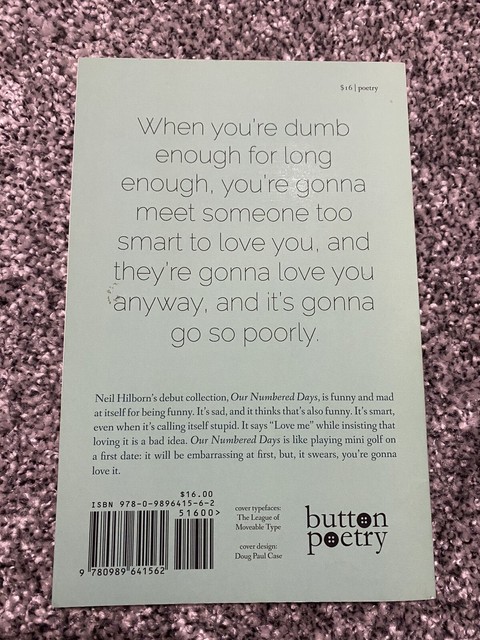 $16 | poetry
When you're dumb
enough for long
enough, you're gonna
meet someone too
smart to love you, and
they're gonna love you
anyway, and it's gonna
go so poorly.
Neil Hilborn's debut collection, Our Numbered Days, is funny and mad
at itself for being funny. It's sad, and it thinks that's also funny. It's smart,
even when it's calling itself stupid. It says "Love me" while insisting that
loving it is a bad idea. Our Numbered Days is like playing mini golf on
a first date: it will be embarrassing at first, but, it swears, you're gonna
love it.
$16.00
ISBN 978-0-9896415-6-2
51600>
9 780989 641562
cover typefaces:
The League of
Moveable Type
cover design:
Doug Paul Case
button
poetry